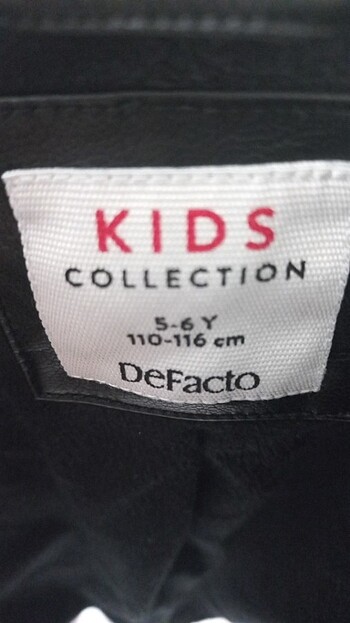 KIDS
COLLECTION
5-6 Y
110-116 cm
DeFacto